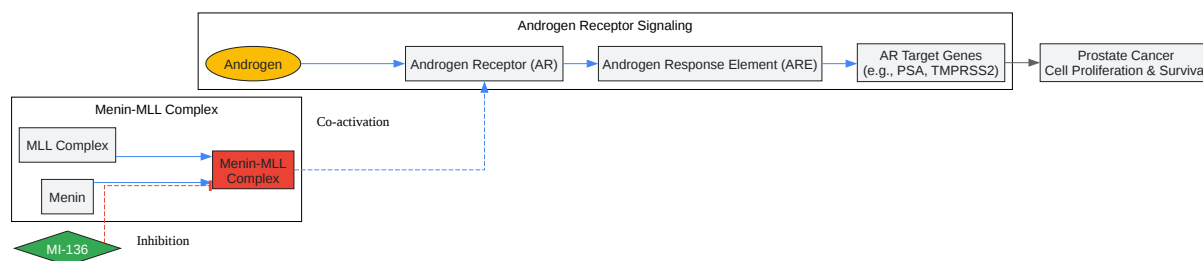 Androgen Receptor Signaling
Androgen
Androgen Receptor (AR)
Androgen Response Element (ARE)
AR Target Genes
(e.g., PSA, TMPRSS2)
Prostate Cancer
Cell Proliferation & Survival
Menin-MLL Complex
Co-activation
MLL Complex
Menin-MLL
Complex
Menin
Inhibition
MI-136